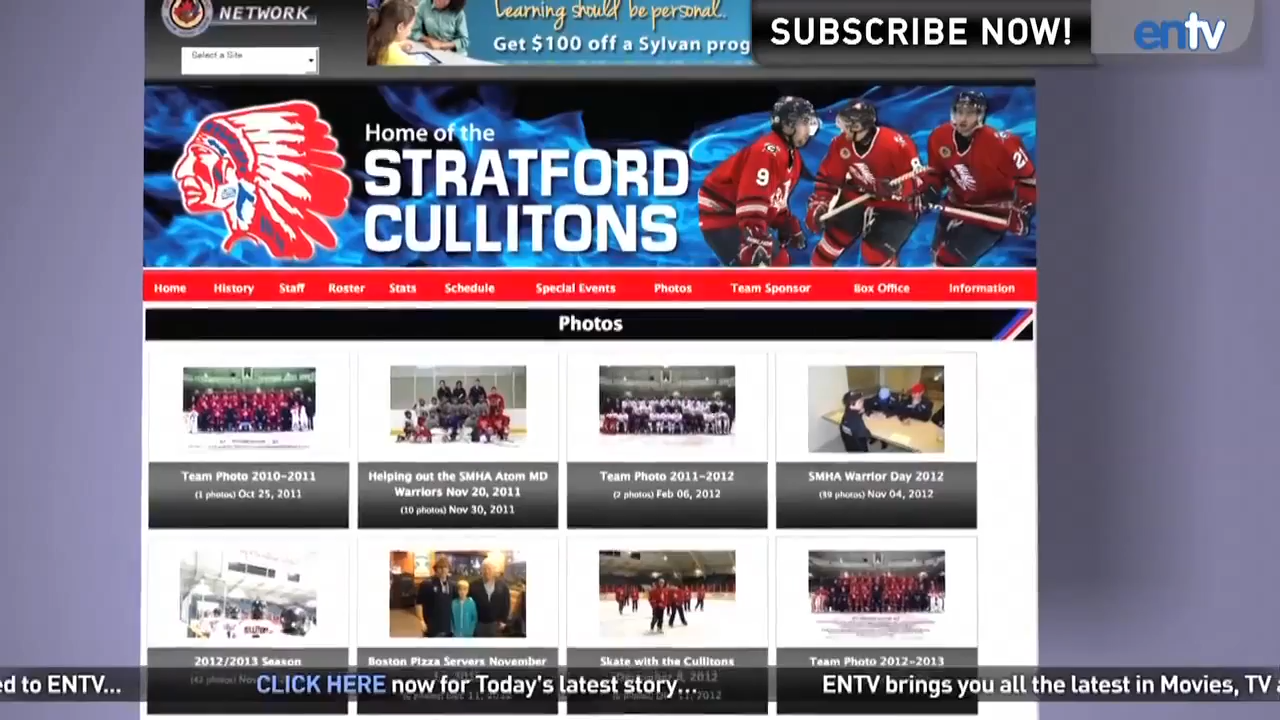 NETWORK
Select a Site
Learning should be personal.
Get $100 off a Sylvan prog
SUBSCRIBE NOW!
entv
Home of the
STRATFORD
CULLITONS
9
8
21
Home History Staff Roster Stats Schedule Special Events Photos Team Sponsor Box Office Information
Photos
Team Photo 2010-2011
(1 photos) Oct 25, 2011
Helping out the SMHA Atom MD
Warriors Nov 20, 2011
(10 photos) Nov 30, 2011
Team Photo 2011-2012
(2 photos) Feb 06, 2012
SMHA Warrior Day 2012
(39 photos) Nov 04, 2012
2012/2013 Season
Boston Pizza Servers November
Skate with the Cullitons
Team Photo 2012-2013
ed to ENTV... CLICK HERE now for Today's latest story... ENTV brings you all the latest in Movies, TV a